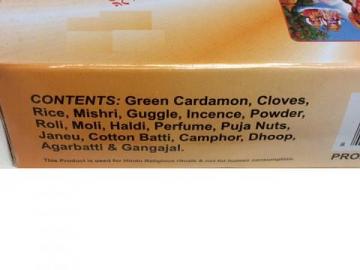 CONTENTS: Green Cardamom, Cloves,
Rice, Mishri, Guggle, Incence, Powder,
Roli, Moli, Haldi, Perfume, Puja Nuts,
Janeu, Cotton Batti, Camphor, Dhoop,
Agarbatti & Gangajal.
This Product is used for Hindu Religious rituals & not for human consumption.
PRO